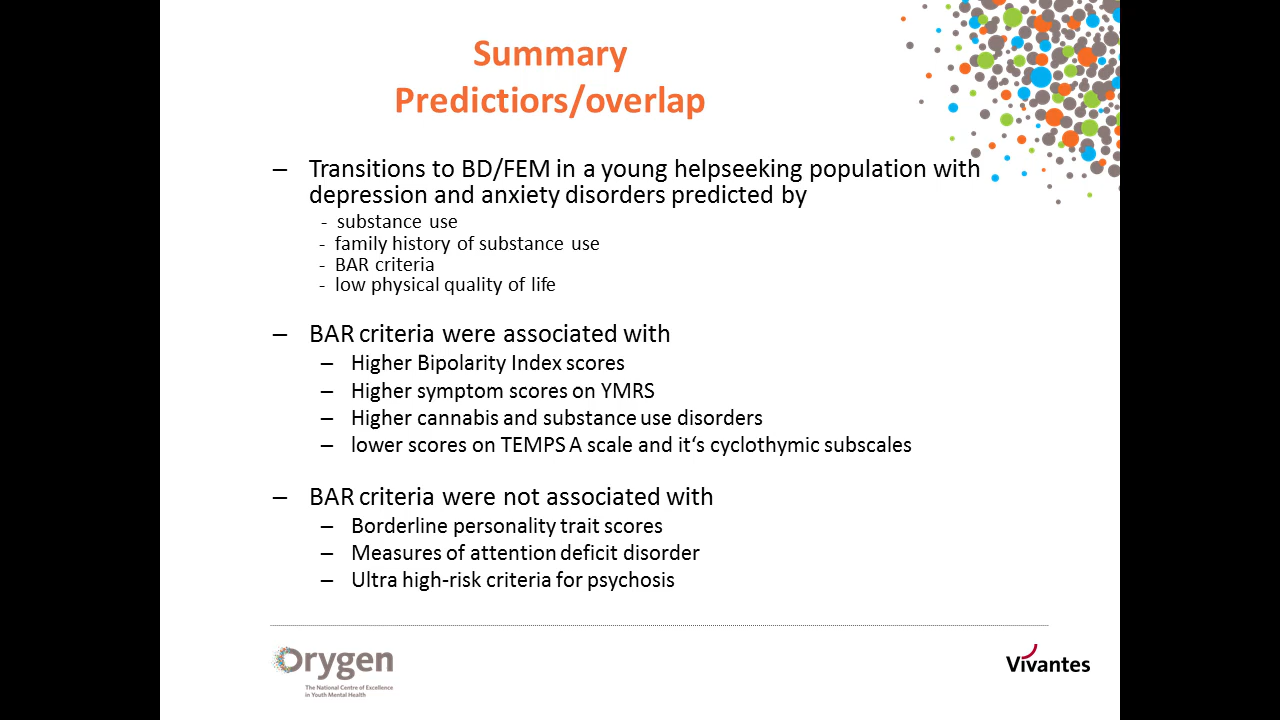 Summary
Predictiors/overlap
– Transitions to BD/FEM in a young helpseeking population with
depression and anxiety disorders predicted by
- substance use
- family history of substance use
- BAR criteria
- low physical quality of life
– BAR criteria were associated with
– Higher Bipolarity Index scores
– Higher symptom scores on YMRS
– Higher cannabis and substance use disorders
– lower scores on TEMPS A scale and it‘s cyclothymic subscales
– BAR criteria were not associated with
– Borderline personality trait scores
– Measures of attention deficit disorder
– Ultra high-risk criteria for psychosis
Orygen
The National Centre of Excellence
in Youth Mental Health
Vivantes